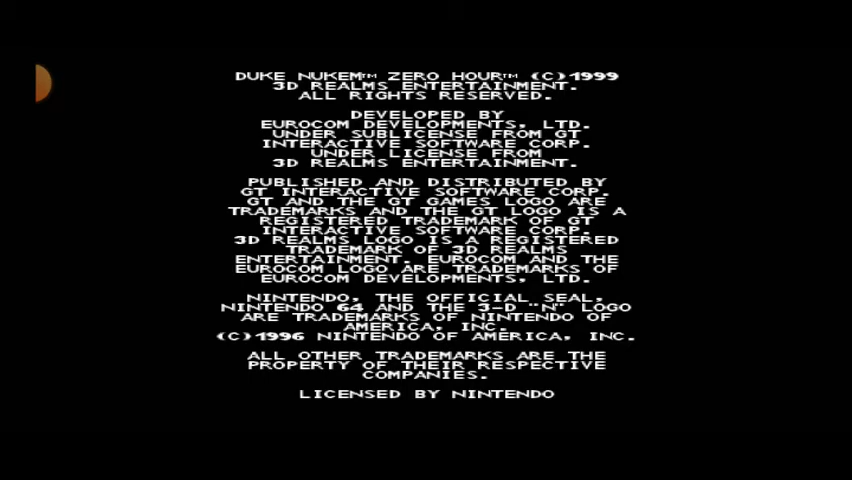 DUKE NUKEM™ ZERO HOUR™ (C)1999
3D REALMS ENTERTAINMENT.
ALL RIGHTS RESERVED.
DEVELOPED BY
EUROCOM DEVELOPMENTS, LTD.
UNDER SUBLICENSE FROM GT
INTERACTIVE SOFTWARE CORP.
UNDER LICENSE FROM
3D REALMS ENTERTAINMENT.
PUBLISHED AND DISTRIBUTED BY
GT INTERACTIVE SOFTWARE CORP.
GT AND THE GT GAMES LOGO ARE
TRADEMARKS AND THE GT LOGO IS A
REGISTERED TRADEMARK OF GT
INTERACTIVE SOFTWARE CORP.
3D REALMS LOGO IS A REGISTERED
TRADEMARK OF 3D REALMS
ENTERTAINMENT. EUROCOM AND THE
EUROCOM LOGO ARE TRADEMARKS OF
EUROCOM DEVELOPMENTS, LTD.
NINTENDO, THE OFFICIAL SEAL,
NINTENDO 64 AND THE 3-D "N" LOGO
ARE TRADEMARKS OF NINTENDO OF
AMERICA, INC.
(C)1996 NINTENDO OF AMERICA, INC.
ALL OTHER TRADEMARKS ARE THE
PROPERTY OF THEIR RESPECTIVE
COMPANIES.
LICENSED BY NINTENDO